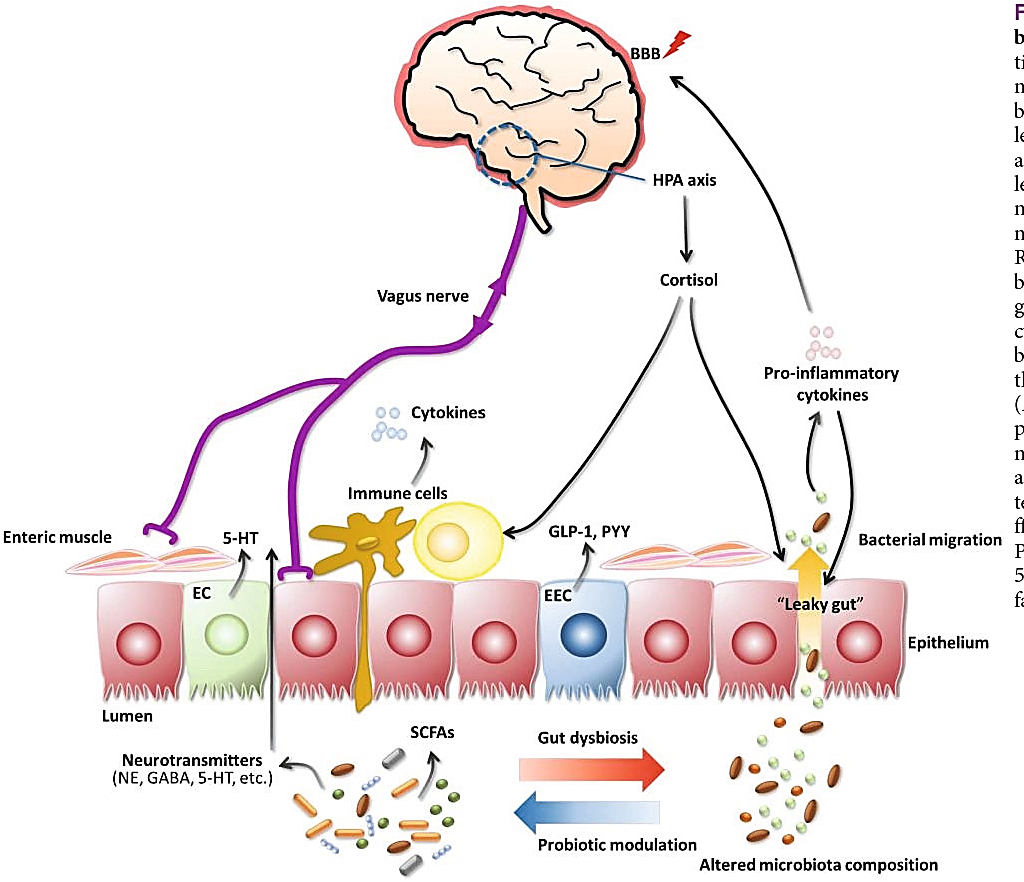 BBB
HPA axis
Cortisol
Vagus nerve
Pro-inflammatory
cytokines
Cytokines
Immune cells
Enteric muscle
5-HT
GLP-1, PYY
Bacterial migration
EC
EEC
"Leaky gut"
Epithelium
Lumen
SCFAs
Gut dysbiosis
Neurotransmitters
(NE, GABA, 5-HT, etc.)
Probiotic modulation
Altered microbiota composition